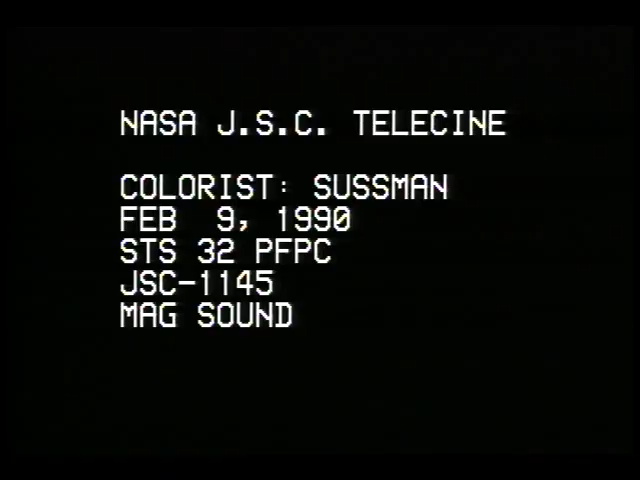 NASA J.S.C. TELECINE
COLORIST: SUSSMAN
FEB  9, 1990
STS 32 PFPC
JSC-1145
MAG SOUND